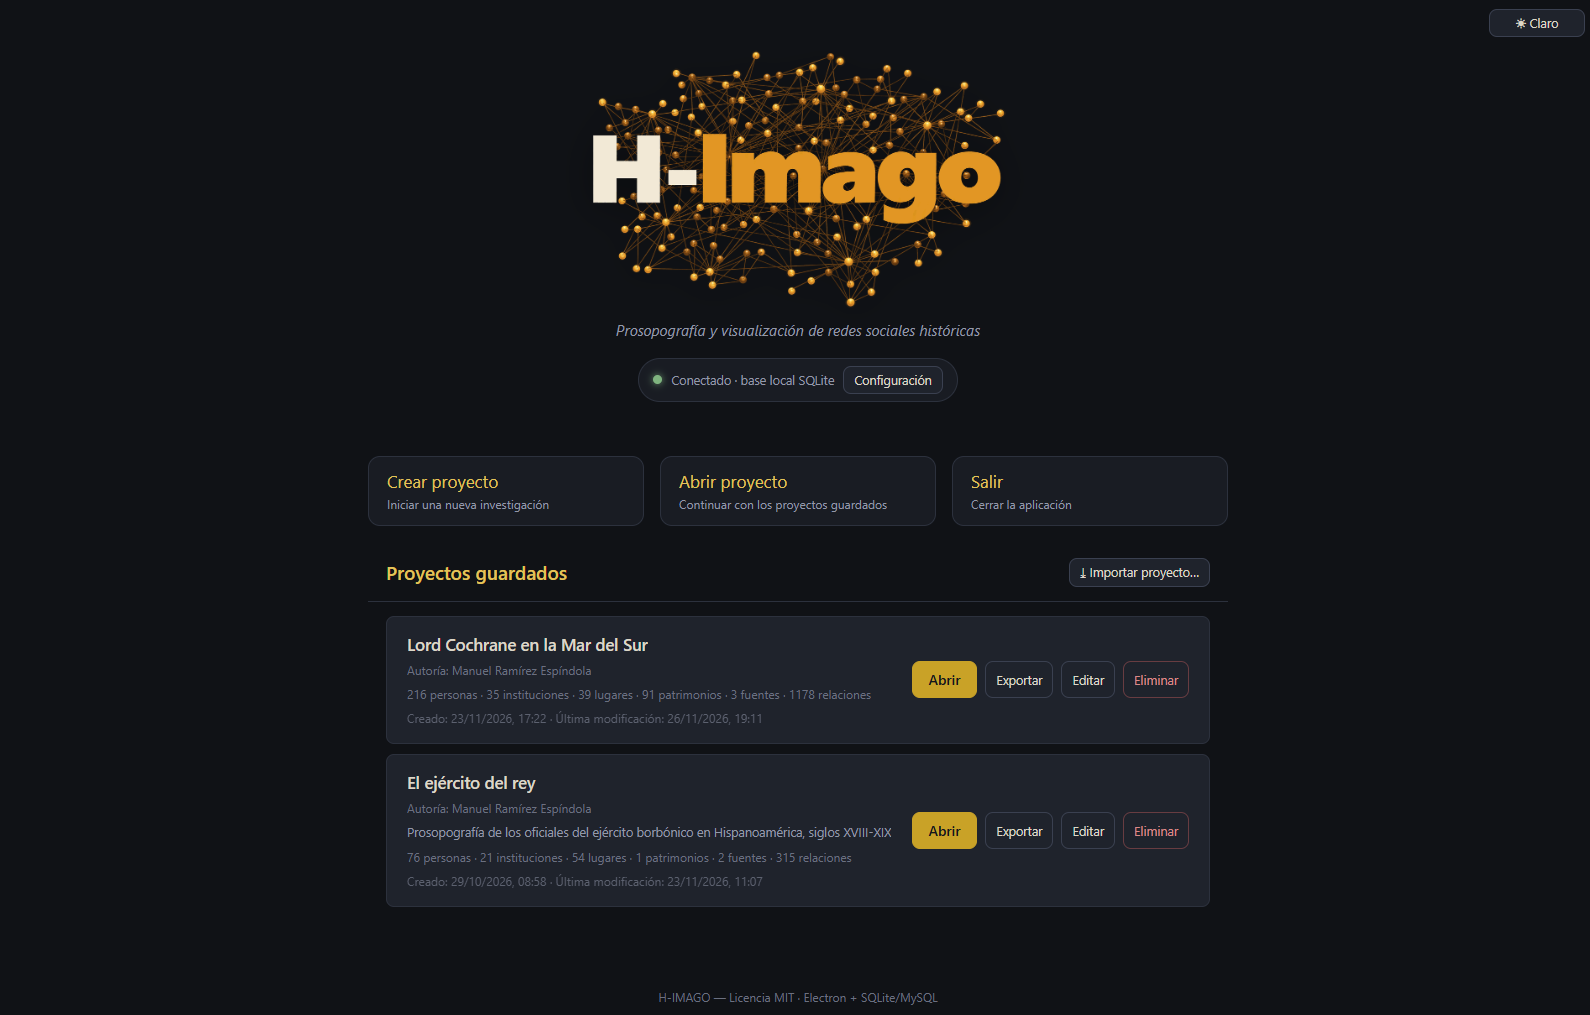 ☀ Claro
H-Imago
Prosopografía y visualización de redes sociales históricas
Conectado · base local SQLite Configuración
Crear proyecto
Iniciar una nueva investigación
Abrir proyecto
Continuar con los proyectos guardados
Salir
Cerrar la aplicación
Proyectos guardados
⤓ Importar proyecto...
Lord Cochrane en la Mar del Sur
Autoría: Manuel Ramírez Espíndola
216 personas · 35 instituciones · 39 lugares · 91 patrimonios · 3 fuentes · 1178 relaciones
Creado: 23/11/2026, 17:22 · Última modificación: 26/11/2026, 19:11
Abrir Exportar Editar Eliminar
El ejército del rey
Autoría: Manuel Ramírez Espíndola
Prosopografía de los oficiales del ejército borbónico en Hispanoamérica, siglos XVIII-XIX
76 personas · 21 instituciones · 54 lugares · 1 patrimonios · 2 fuentes · 315 relaciones
Creado: 29/10/2026, 08:58 · Última modificación: 23/11/2026, 11:07
Abrir Exportar Editar Eliminar
H-IMAGO — Licencia MIT · Electron + SQLite/MySQL